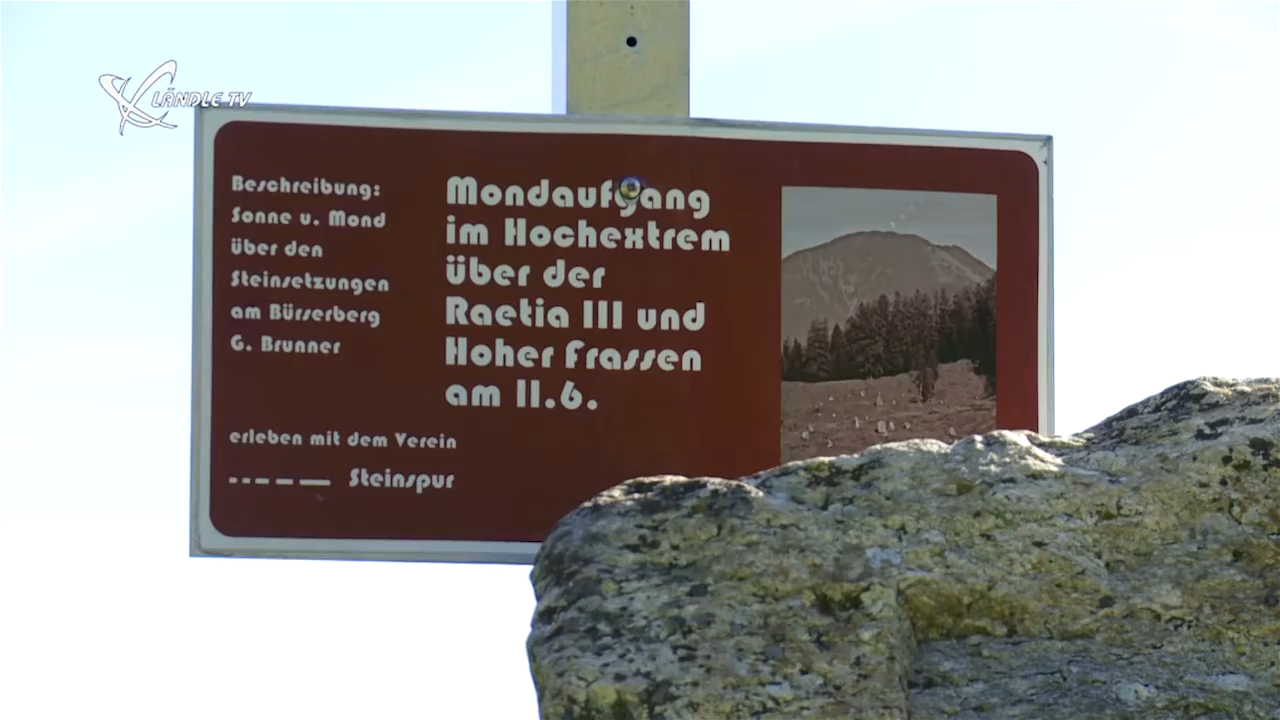 LÄNDLE TV
Beschreibung:
Sonne u. Mond
über den
Steinsetzungen
am Bürserberg
G. Brunner
Mondaufgang
im Hochextrem
über der
Raetia III und
Hoher Frassen
am 11.6.
erleben mit dem Verein
Steinspur